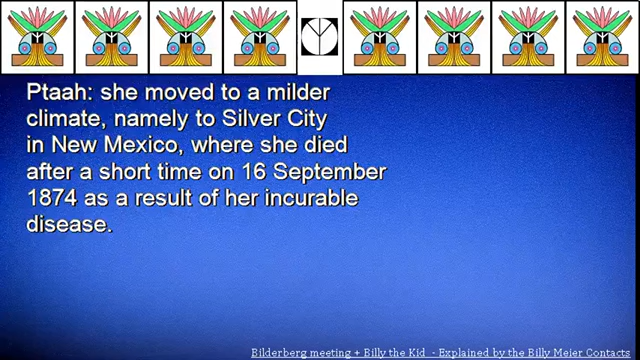 Ptaah: she moved to a milder
climate, namely to Silver City
in New Mexico, where she died
after a short time on 16 September
1874 as a result of her incurable
disease.
Bilderberg meeting + Billy the Kid - Explained by the Billy Meier Contacts